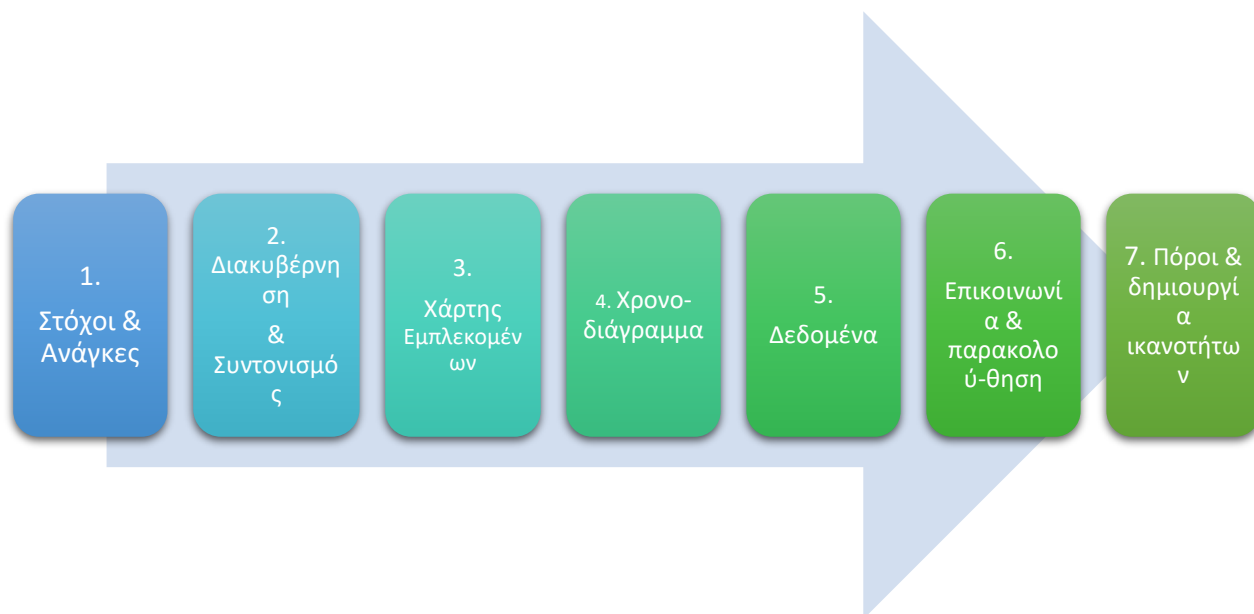 1.
Στόχοι &
Ανάγκες
2.
Διακυβέρνη
ση
&
Συντονισμό
ς
3.
Χάρτης
Εμπλεκομέν
ων
4. Χρονο-
διάγραμμα
5.
Δεδομένα
6.
Επικοινωνί
α &
παρακολο
ύ-θηση
7. Πόροι &
δημιουργί
α
ικανοτήτω
ν